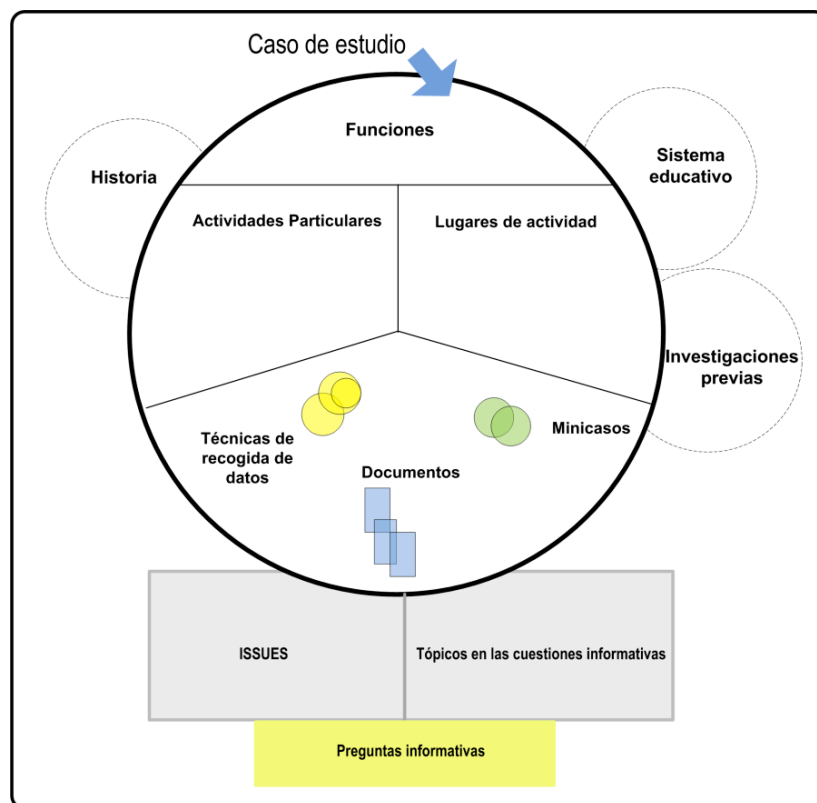 Caso de estudio
Funciones
Historia
Sistema
educativo
Actividades Particulares
Lugares de actividad
Investigaciones
previas
Técnicas de
recogida de
datos
Documentos
Minicasos
ISSUES
Tópicos en las cuestiones informativas
Preguntas informativas